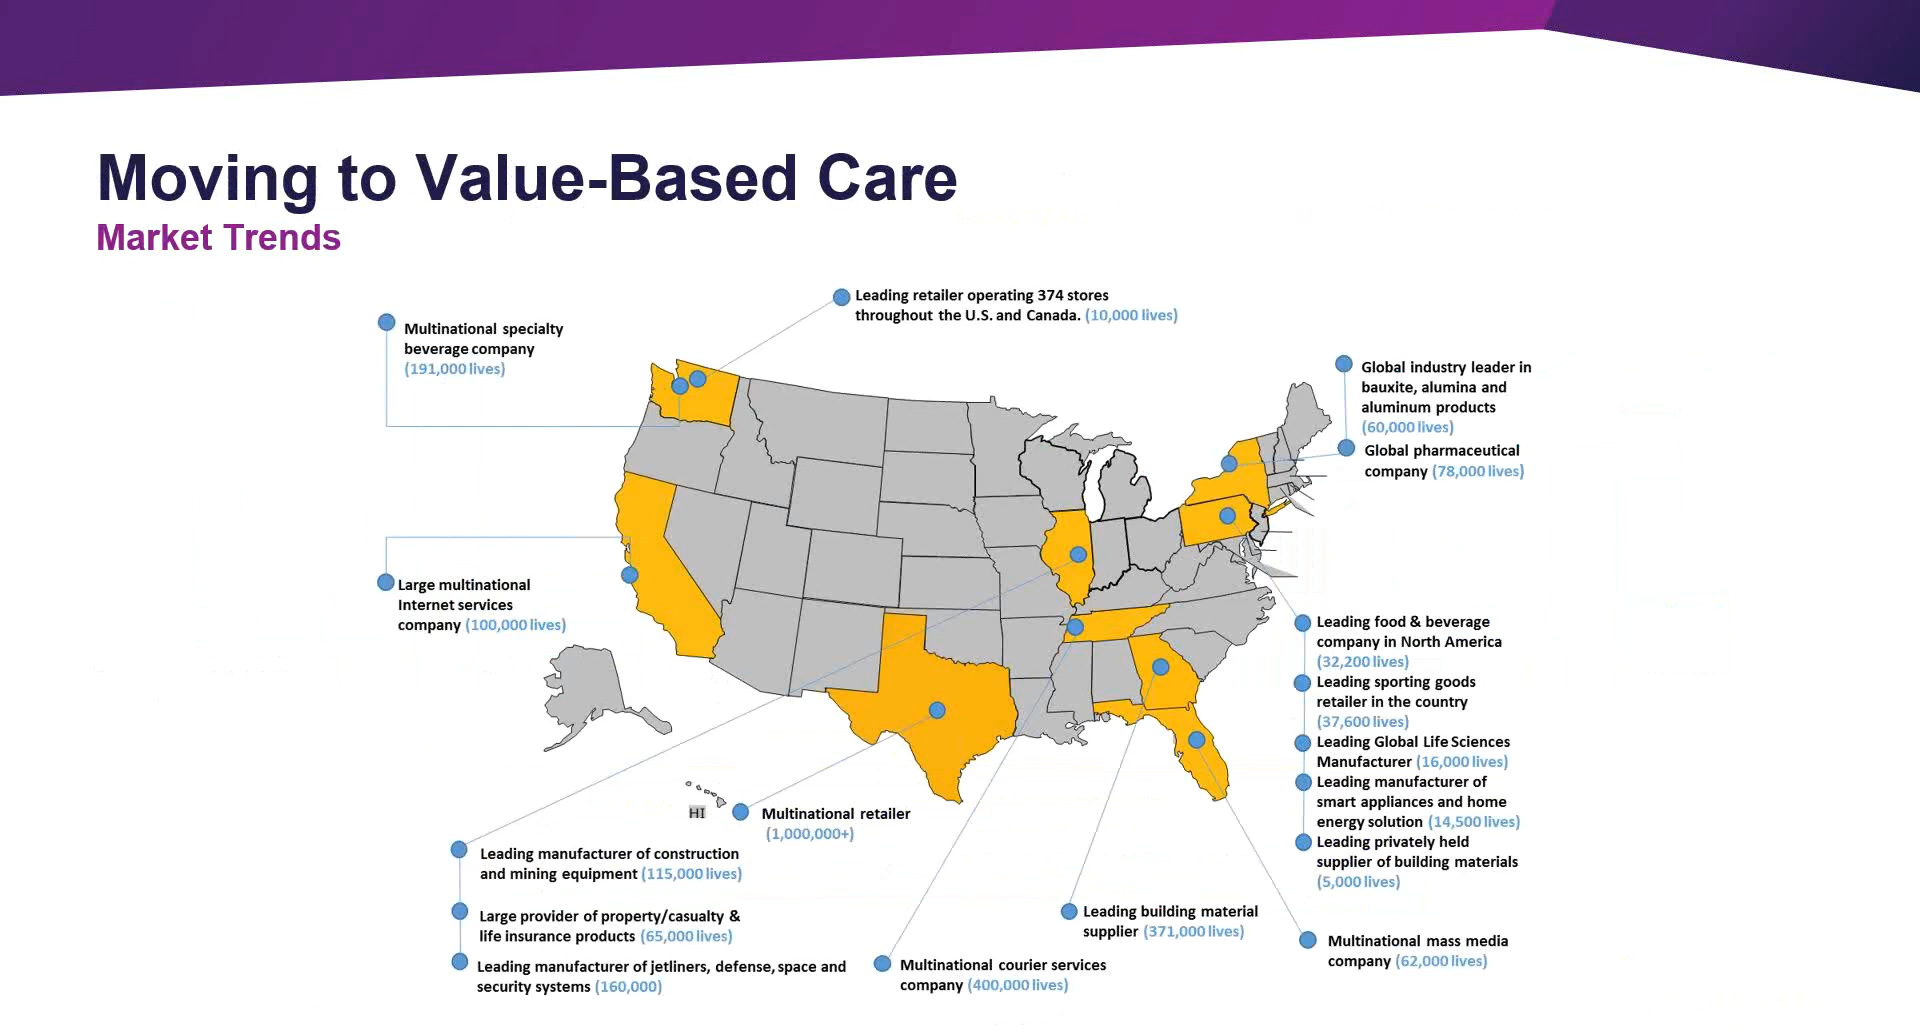 Moving to Value-Based Care
Market Trends
Leading retailer operating 374 stores
throughout the U.S. and Canada. (10,000 lives)
Multinational specialty
beverage company
(191,000 lives)
Global industry leader in
bauxite, alumina and
aluminum products
(60,000 lives)
Global pharmaceutical
company (78,000 lives)
Large multinational
Internet services
company (100,000 lives)
Leading food & beverage
company in North America
(32,200 lives)
Leading sporting goods
retailer in the country
(37,600 lives)
Leading Global Life Sciences
Manufacturer (16,000 lives)
Leading manufacturer of
smart appliances and home
energy solution (14,500 lives)
Leading privately held
supplier of building materials
(5,000 lives)
HI
Multinational retailer
(1,000,000+)
Leading manufacturer of construction
and mining equipment (115,000 lives)
Large provider of property/casualty &
life insurance products (65,000 lives)
Leading manufacturer of jetliners, defense, space and
security systems (160,000)
Multinational courier services
company (400,000 lives)
Leading building material
supplier (371,000 lives)
Multinational mass media
company (62,000 lives)